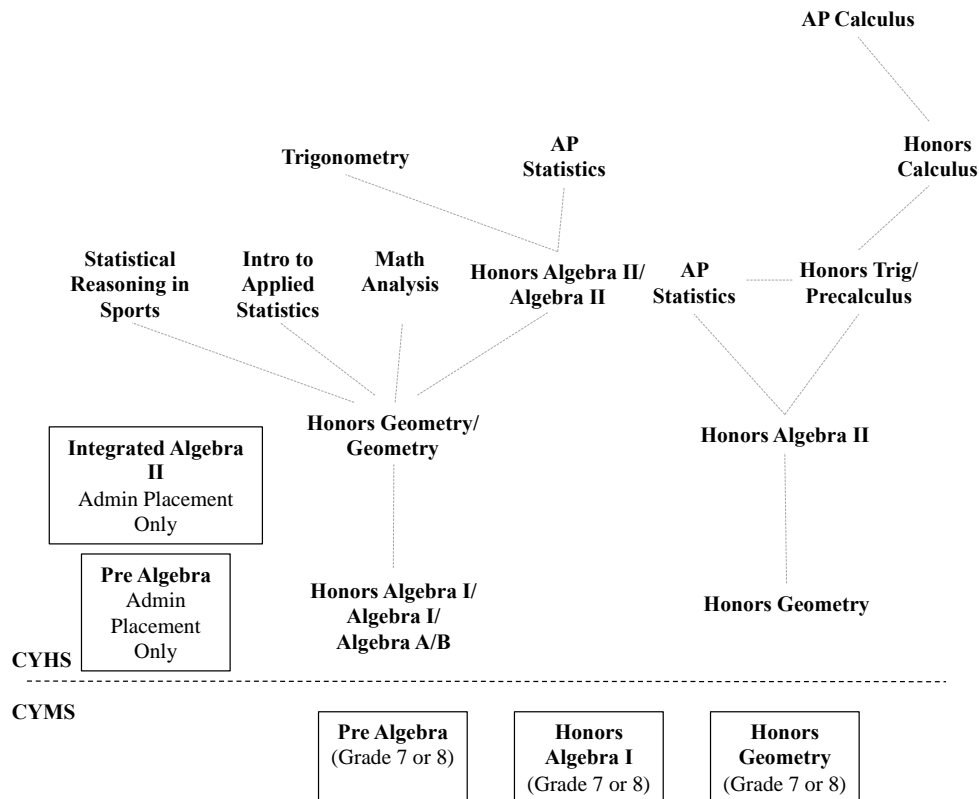 AP Calculus
Trigonometry
AP
Statistics
Honors
Calculus
Statistical
Reasoning in
Sports
Intro to
Applied
Statistics
Math
Analysis
Honors Algebra II/
Algebra II
AP
Statistics
Honors Trig/
Precalculus
Honors Geometry/
Geometry
Honors Algebra II
Integrated Algebra
II
Admin Placement
Only
Pre Algebra
Admin
Placement
Only
Honors Algebra I/
Algebra I/
Algebra A/B
Honors Geometry
CYHS
CYMS
Pre Algebra
(Grade 7 or 8)
Honors
Algebra I
(Grade 7 or 8)
Honors
Geometry
(Grade 7 or 8)